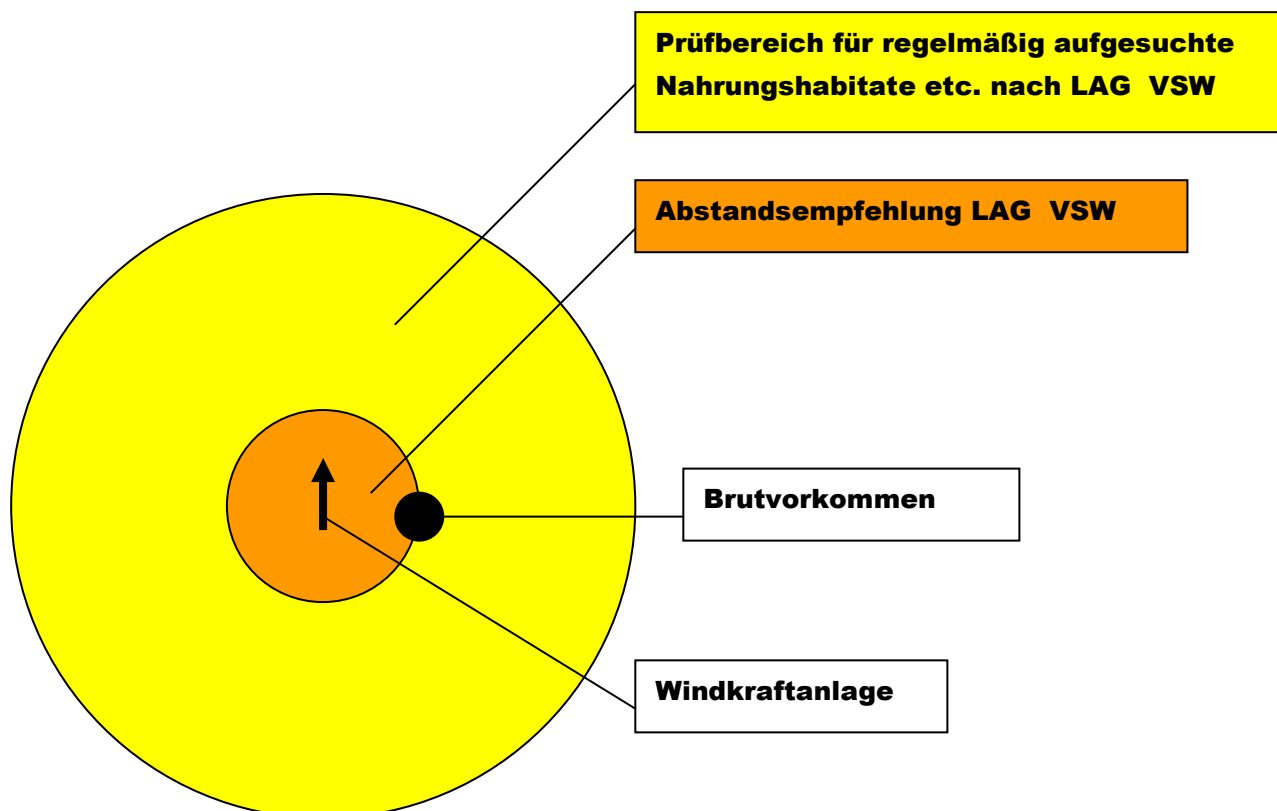 Prüfbereich für regelmäßig aufgesuchte
Nahrungshabitate etc. nach LAG  VSW
Abstandsempfehlung LAG  VSW
Brutvorkommen
Windkraftanlage